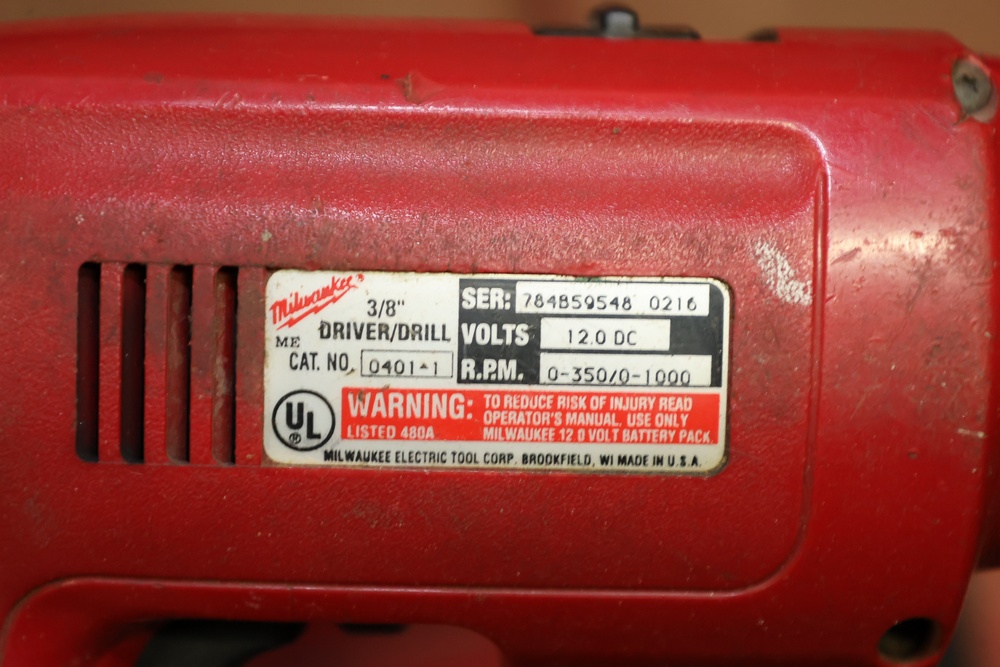 Milwaukee®
3/8"
DRIVER/DRILL
ME
CAT. NO. 0401-1
SER: 784B59548 0216
VOLTS 12.0 DC
R.P.M. 0-350/0-1000
UL
®
WARNING: TO REDUCE RISK OF INJURY READ
OPERATOR'S MANUAL. USE ONLY
LISTED 480A MILWAUKEE 12.0 VOLT BATTERY PACK.
MILWAUKEE ELECTRIC TOOL CORP. BROOKFIELD, WI MADE IN U.S.A.